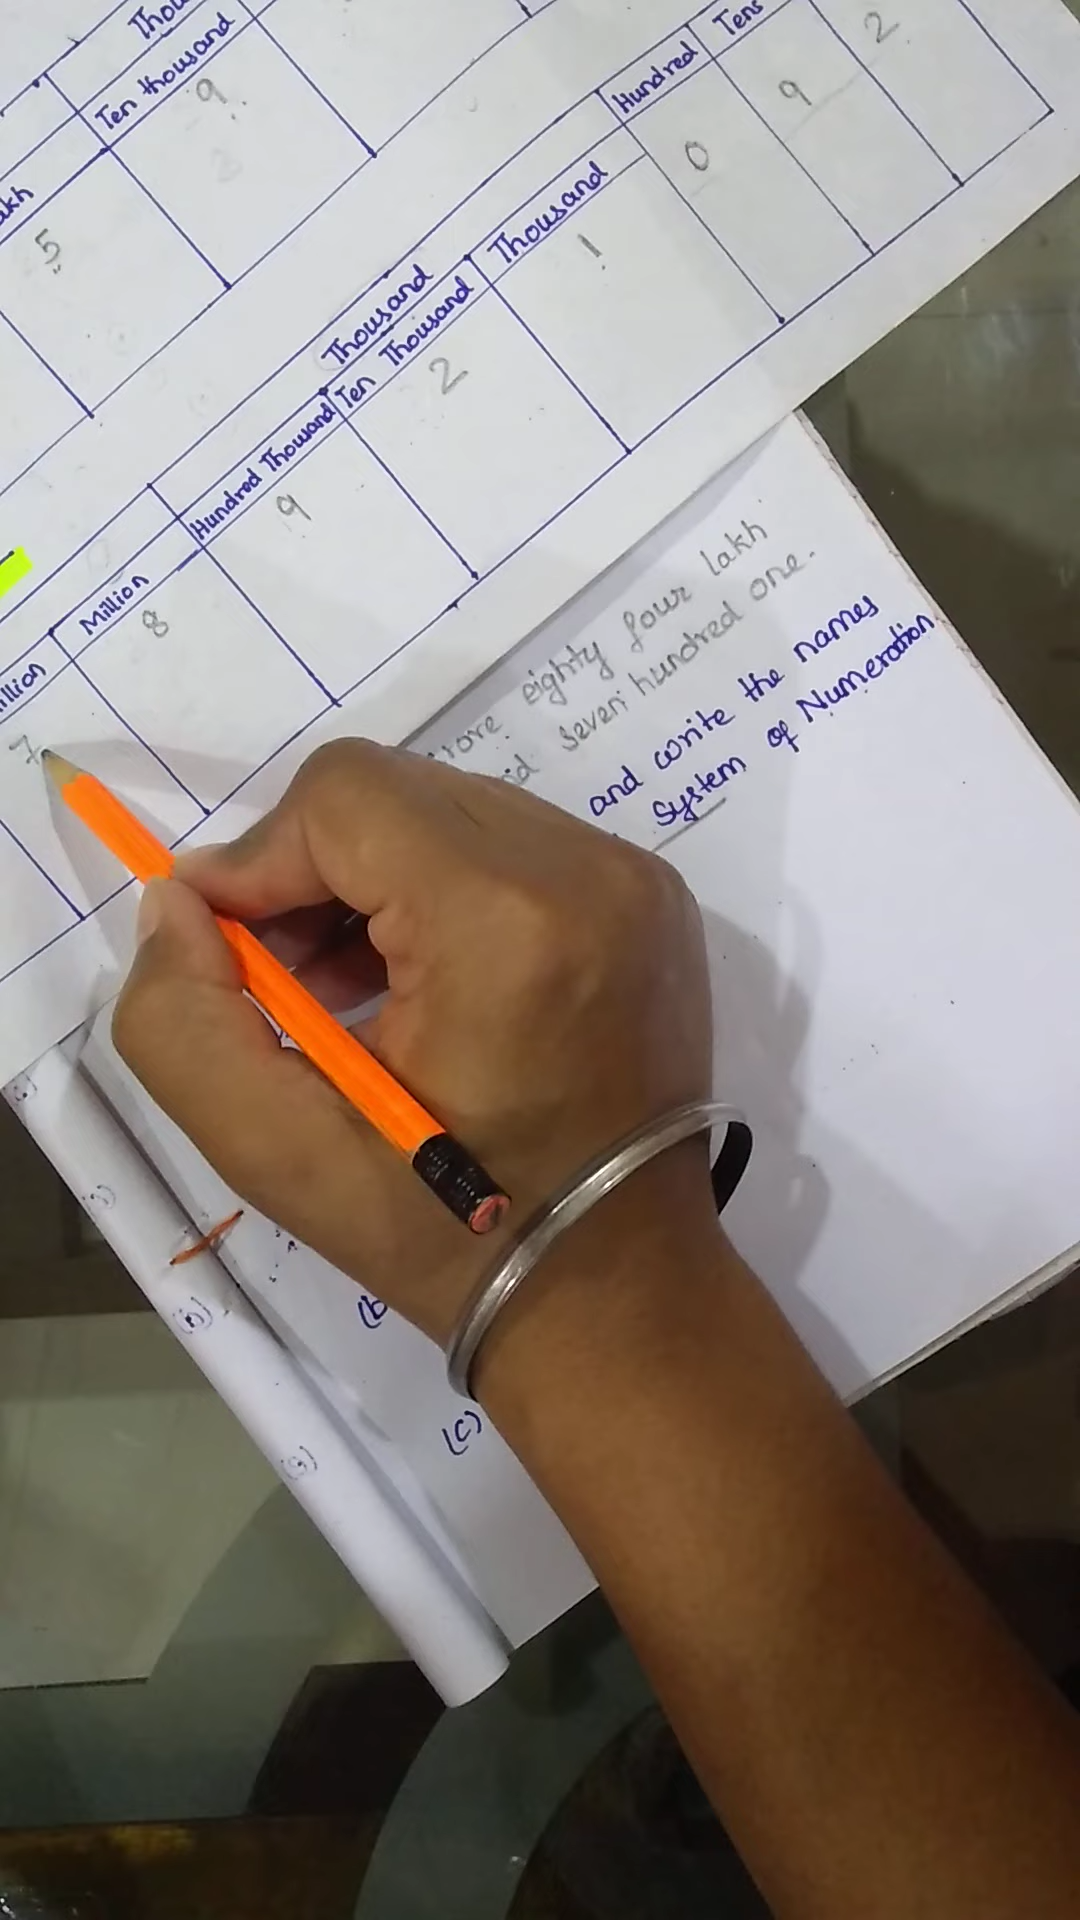 Thou
Ten thousand
akh
5 9
Thousand
illion Million Hundred Thousand Ten Thousand Thousand Hundred Tens
7 8 9 2 1 0 9 2
rore eighty four lakh
seven hundred one.
and write the names
system of Numeration
(b
(c)